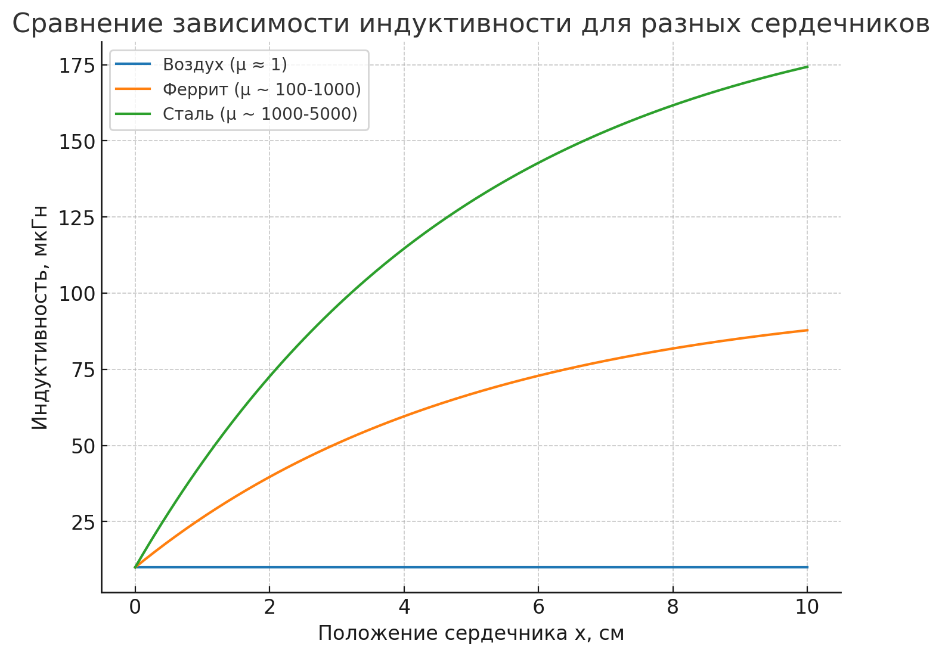 Сравнение зависимости индуктивности для разных сердечников
Воздух (μ ≈ 1)
Феррит (μ ~ 100-1000)
Сталь (μ ~ 1000-5000)
Индуктивность, мкГн
175
150
125
100
75
50
25
0 2 4 6 8 10
Положение сердечника x, см